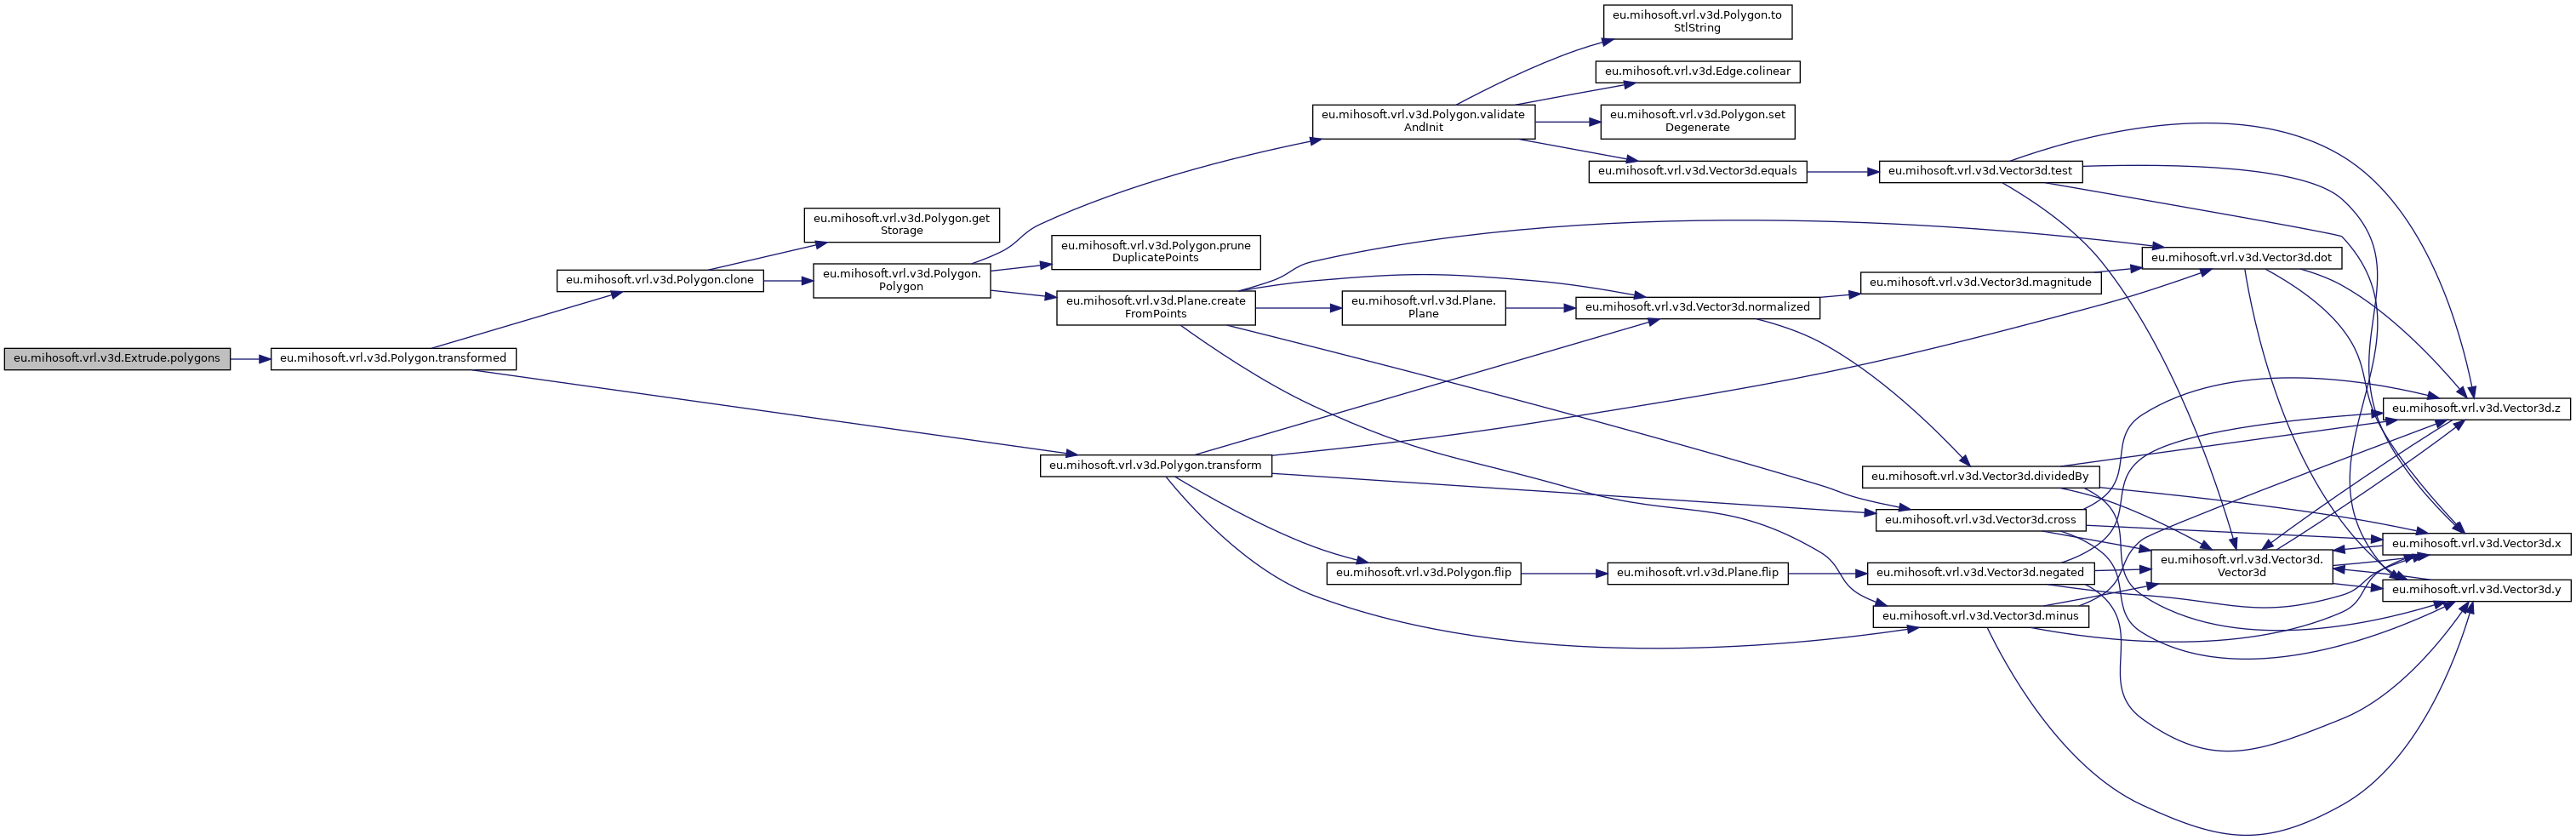 eu.mihosoft.vrl.v3d.Extrude.polygons
eu.mihosoft.vrl.v3d.Polygon.transformed
eu.mihosoft.vrl.v3d.Polygon.clone
eu.mihosoft.vrl.v3d.Polygon.get
Storage
eu.mihosoft.vrl.v3d.Polygon.
Polygon
eu.mihosoft.vrl.v3d.Polygon.prune
DuplicatePoints
eu.mihosoft.vrl.v3d.Plane.create
FromPoints
eu.mihosoft.vrl.v3d.Polygon.transform
eu.mihosoft.vrl.v3d.Polygon.validate
AndInit
eu.mihosoft.vrl.v3d.Plane.
Plane
eu.mihosoft.vrl.v3d.Polygon.flip
eu.mihosoft.vrl.v3d.Polygon.to
StlString
eu.mihosoft.vrl.v3d.Edge.colinear
eu.mihosoft.vrl.v3d.Polygon.set
Degenerate
eu.mihosoft.vrl.v3d.Vector3d.equals
eu.mihosoft.vrl.v3d.Vector3d.normalized
eu.mihosoft.vrl.v3d.Plane.flip
eu.mihosoft.vrl.v3d.Vector3d.test
eu.mihosoft.vrl.v3d.Vector3d.magnitude
eu.mihosoft.vrl.v3d.Vector3d.dividedBy
eu.mihosoft.vrl.v3d.Vector3d.cross
eu.mihosoft.vrl.v3d.Vector3d.negated
eu.mihosoft.vrl.v3d.Vector3d.minus
eu.mihosoft.vrl.v3d.Vector3d.dot
eu.mihosoft.vrl.v3d.Vector3d.
Vector3d
eu.mihosoft.vrl.v3d.Vector3d.z
eu.mihosoft.vrl.v3d.Vector3d.x
eu.mihosoft.vrl.v3d.Vector3d.y